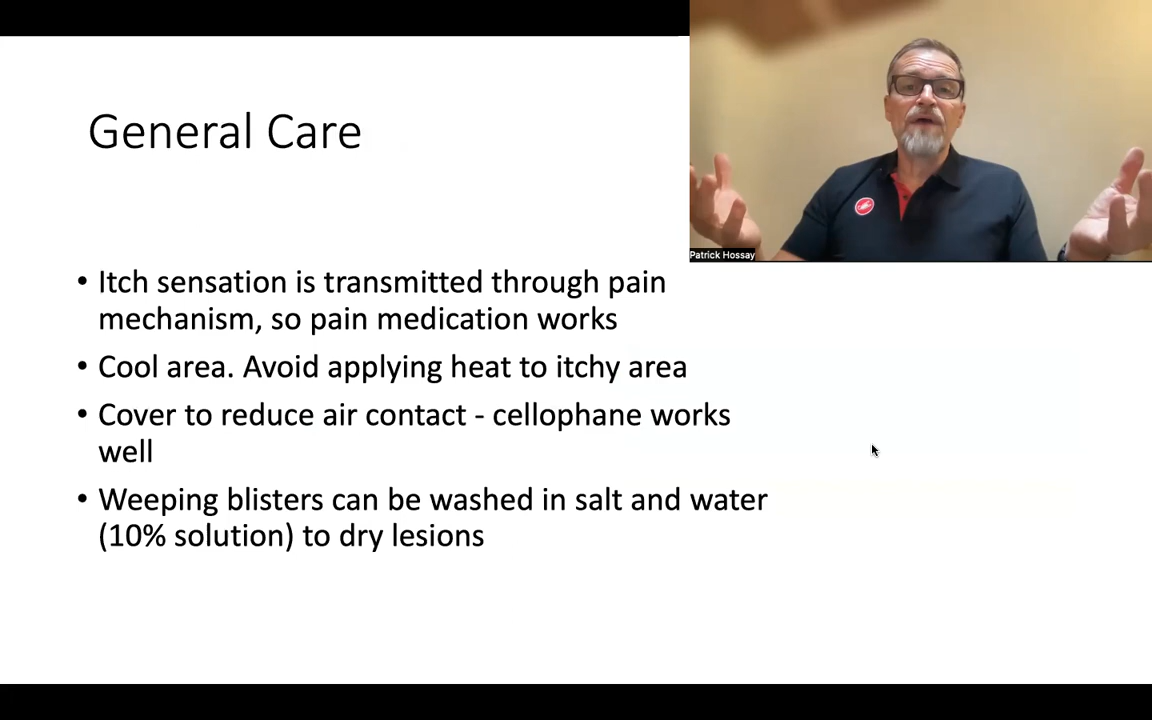 General Care
Patrick Hossay
• Itch sensation is transmitted through pain
mechanism, so pain medication works
• Cool area. Avoid applying heat to itchy area
• Cover to reduce air contact - cellophane works
well
• Weeping blisters can be washed in salt and water
(10% solution) to dry lesions